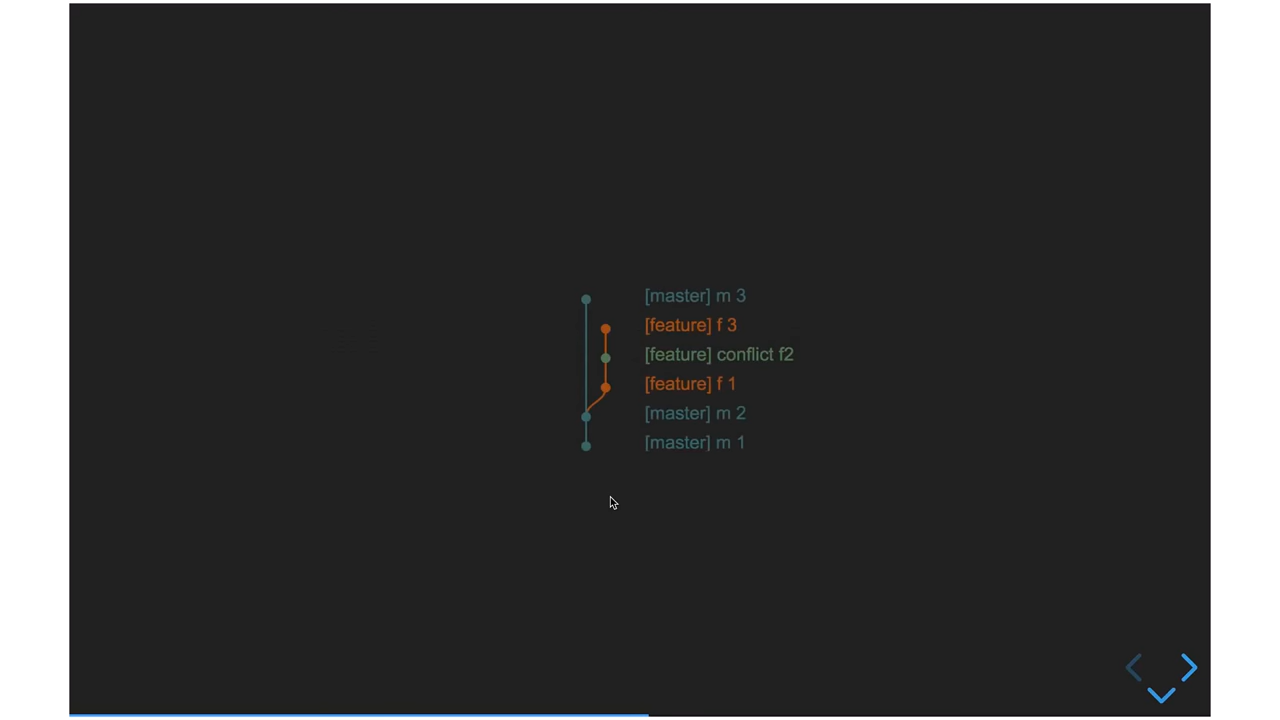 [master] m 3
[feature] f 3
[feature] conflict f2
[feature] f 1
[master] m 2
[master] m 1